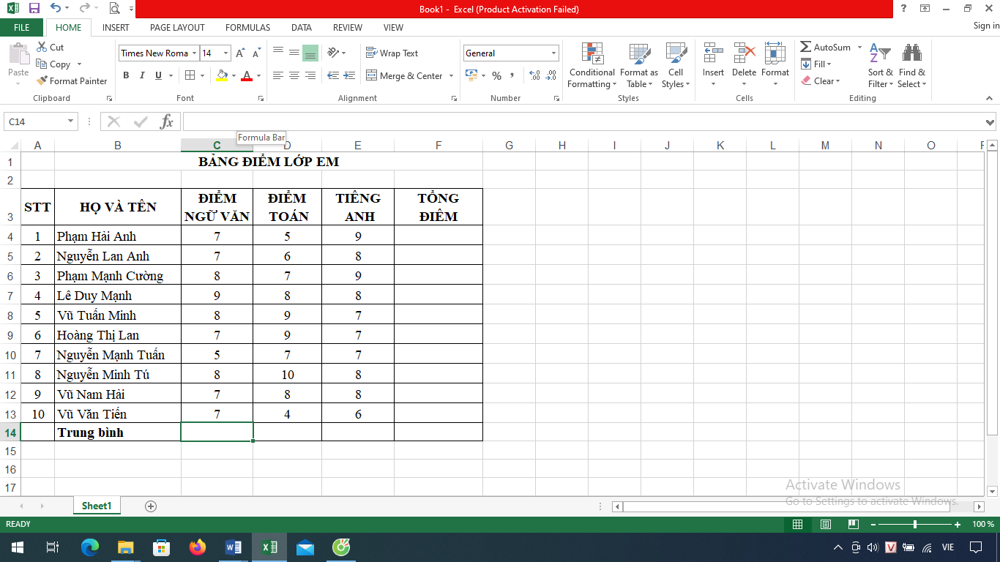 Book1 - Excel (Product Activation Failed)
FILE HOME INSERT PAGE LAYOUT FORMULAS DATA REVIEW VIEW Sign in
Paste Cut Copy Format Painter Clipboard
Times New Roma 14 A A B I U A Font
Wrap Text Merge & Center Alignment
General % , .00 Number
Conditional Formatting Format as Table Cell Styles Styles
Insert Delete Format Cells
AutoSum Fill Clear Sort & Filter Find & Select Editing
C14 fx
Formula Bar
A B C D E F G H I J K L M N O
1 BẢNG ĐIỂM LỚP EM
2
3 STT HỌ VÀ TÊN ĐIỂM NGỮ VĂN ĐIỂM TOÁN TIẾNG ANH TỔNG ĐIÊM
4 1 Phạm Hải Anh 7 5 9
5 2 Nguyễn Lan Anh 7 6 8
6 3 Phạm Mạnh Cường 8 7 9
7 4 Lê Duy Mạnh 9 8 8
8 5 Vũ Tuấn Minh 8 9 7
9 6 Hoàng Thị Lan 7 9 7
10 7 Nguyễn Mạnh Tuấn 5 7 7
11 8 Nguyễn Minh Tú 8 10 8
12 9 Vũ Nam Hải 7 8 8
13 10 Vũ Văn Tiến 7 4 6
14 Trung bình
15
16
17
Activate Windows
Go to Settings to activate Windows.
Sheet1
READY 100 %
VIE